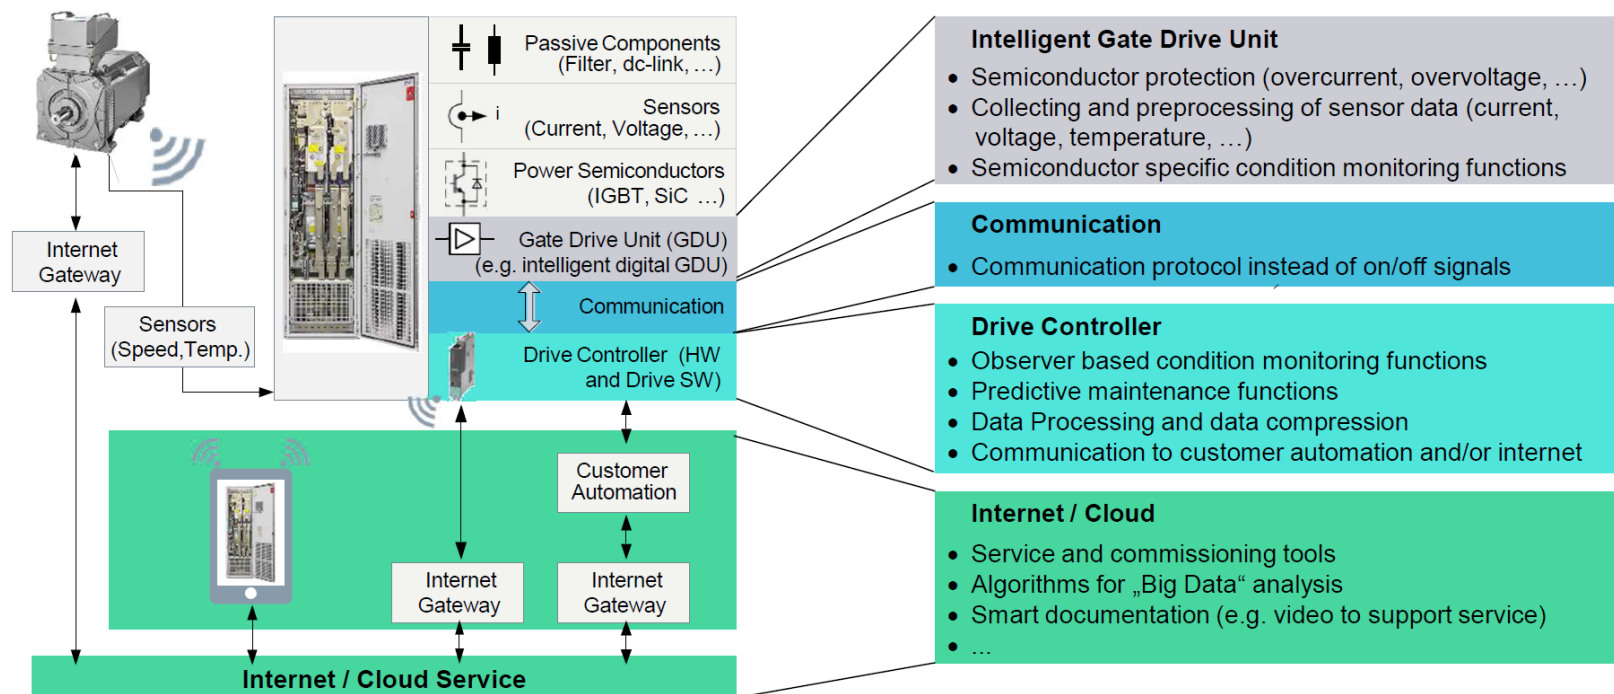 Passive Components
(Filter, dc-link, …)
i
Sensors
(Current, Voltage, …)
Power Semiconductors
(IGBT, SiC …)
Gate Drive Unit (GDU)
(e.g. intelligent digital GDU)
Communication
Drive Controller (HW
and Drive SW)
Internet
Gateway
Sensors
(Speed,Temp.)
Customer
Automation
Internet
Gateway
Internet
Gateway
Internet / Cloud Service
Intelligent Gate Drive Unit
• Semiconductor protection (overcurrent, overvoltage, …)
• Collecting and preprocessing of sensor data (current,
voltage, temperature, …)
• Semiconductor specific condition monitoring functions
Communication
• Communication protocol instead of on/off signals
Drive Controller
• Observer based condition monitoring functions
• Predictive maintenance functions
• Data Processing and data compression
• Communication to customer automation and/or internet
Internet / Cloud
• Service and commissioning tools
• Algorithms for „Big Data“ analysis
• Smart documentation (e.g. video to support service)
• ...